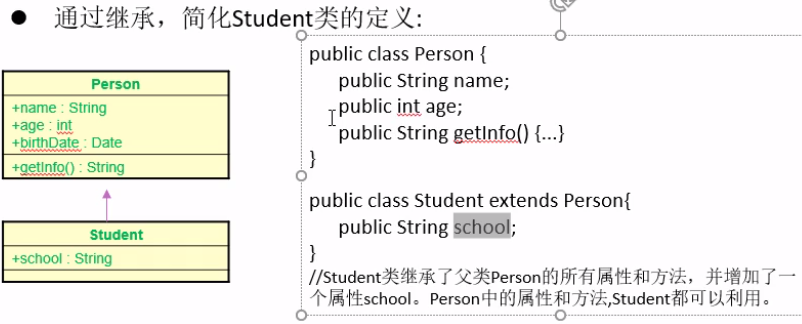 ● 通过继承，简化Student类的定义:
Person
+name : String
+age : int
+birthDate : Date
+getInfo() : String
Student
+school : String
public class Person {
public String name;
public int age;
public String getInfo() {...}
}
public class Student extends Person{
public String school;
}
//Student类继承了父类Person的所有属性和方法，并增加了一
个属性school。Person中的属性和方法,Student都可以利用。